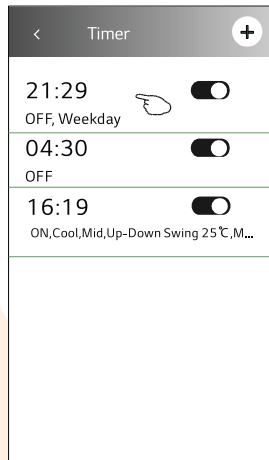 Timer
21:29
OFF, Weekday
04:30
OFF
16:19
ON,Cool,Mid,Up-Down Swing 25℃,M...